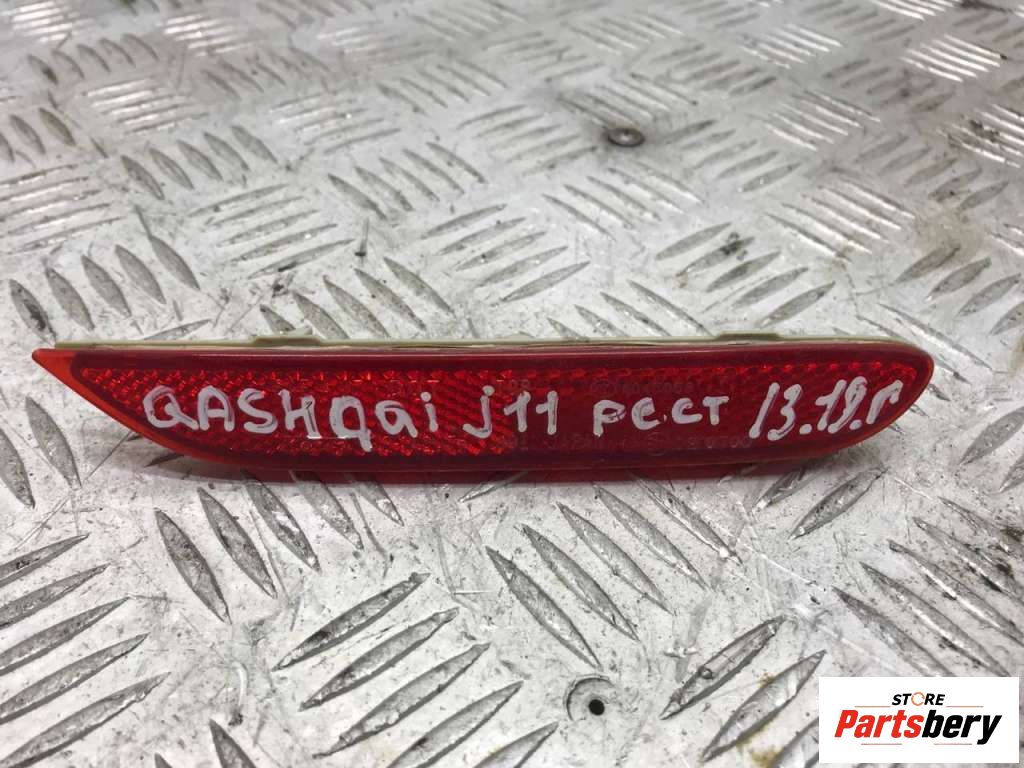 QASHQai j11 рест 13.19.г
STORE
Partsbery